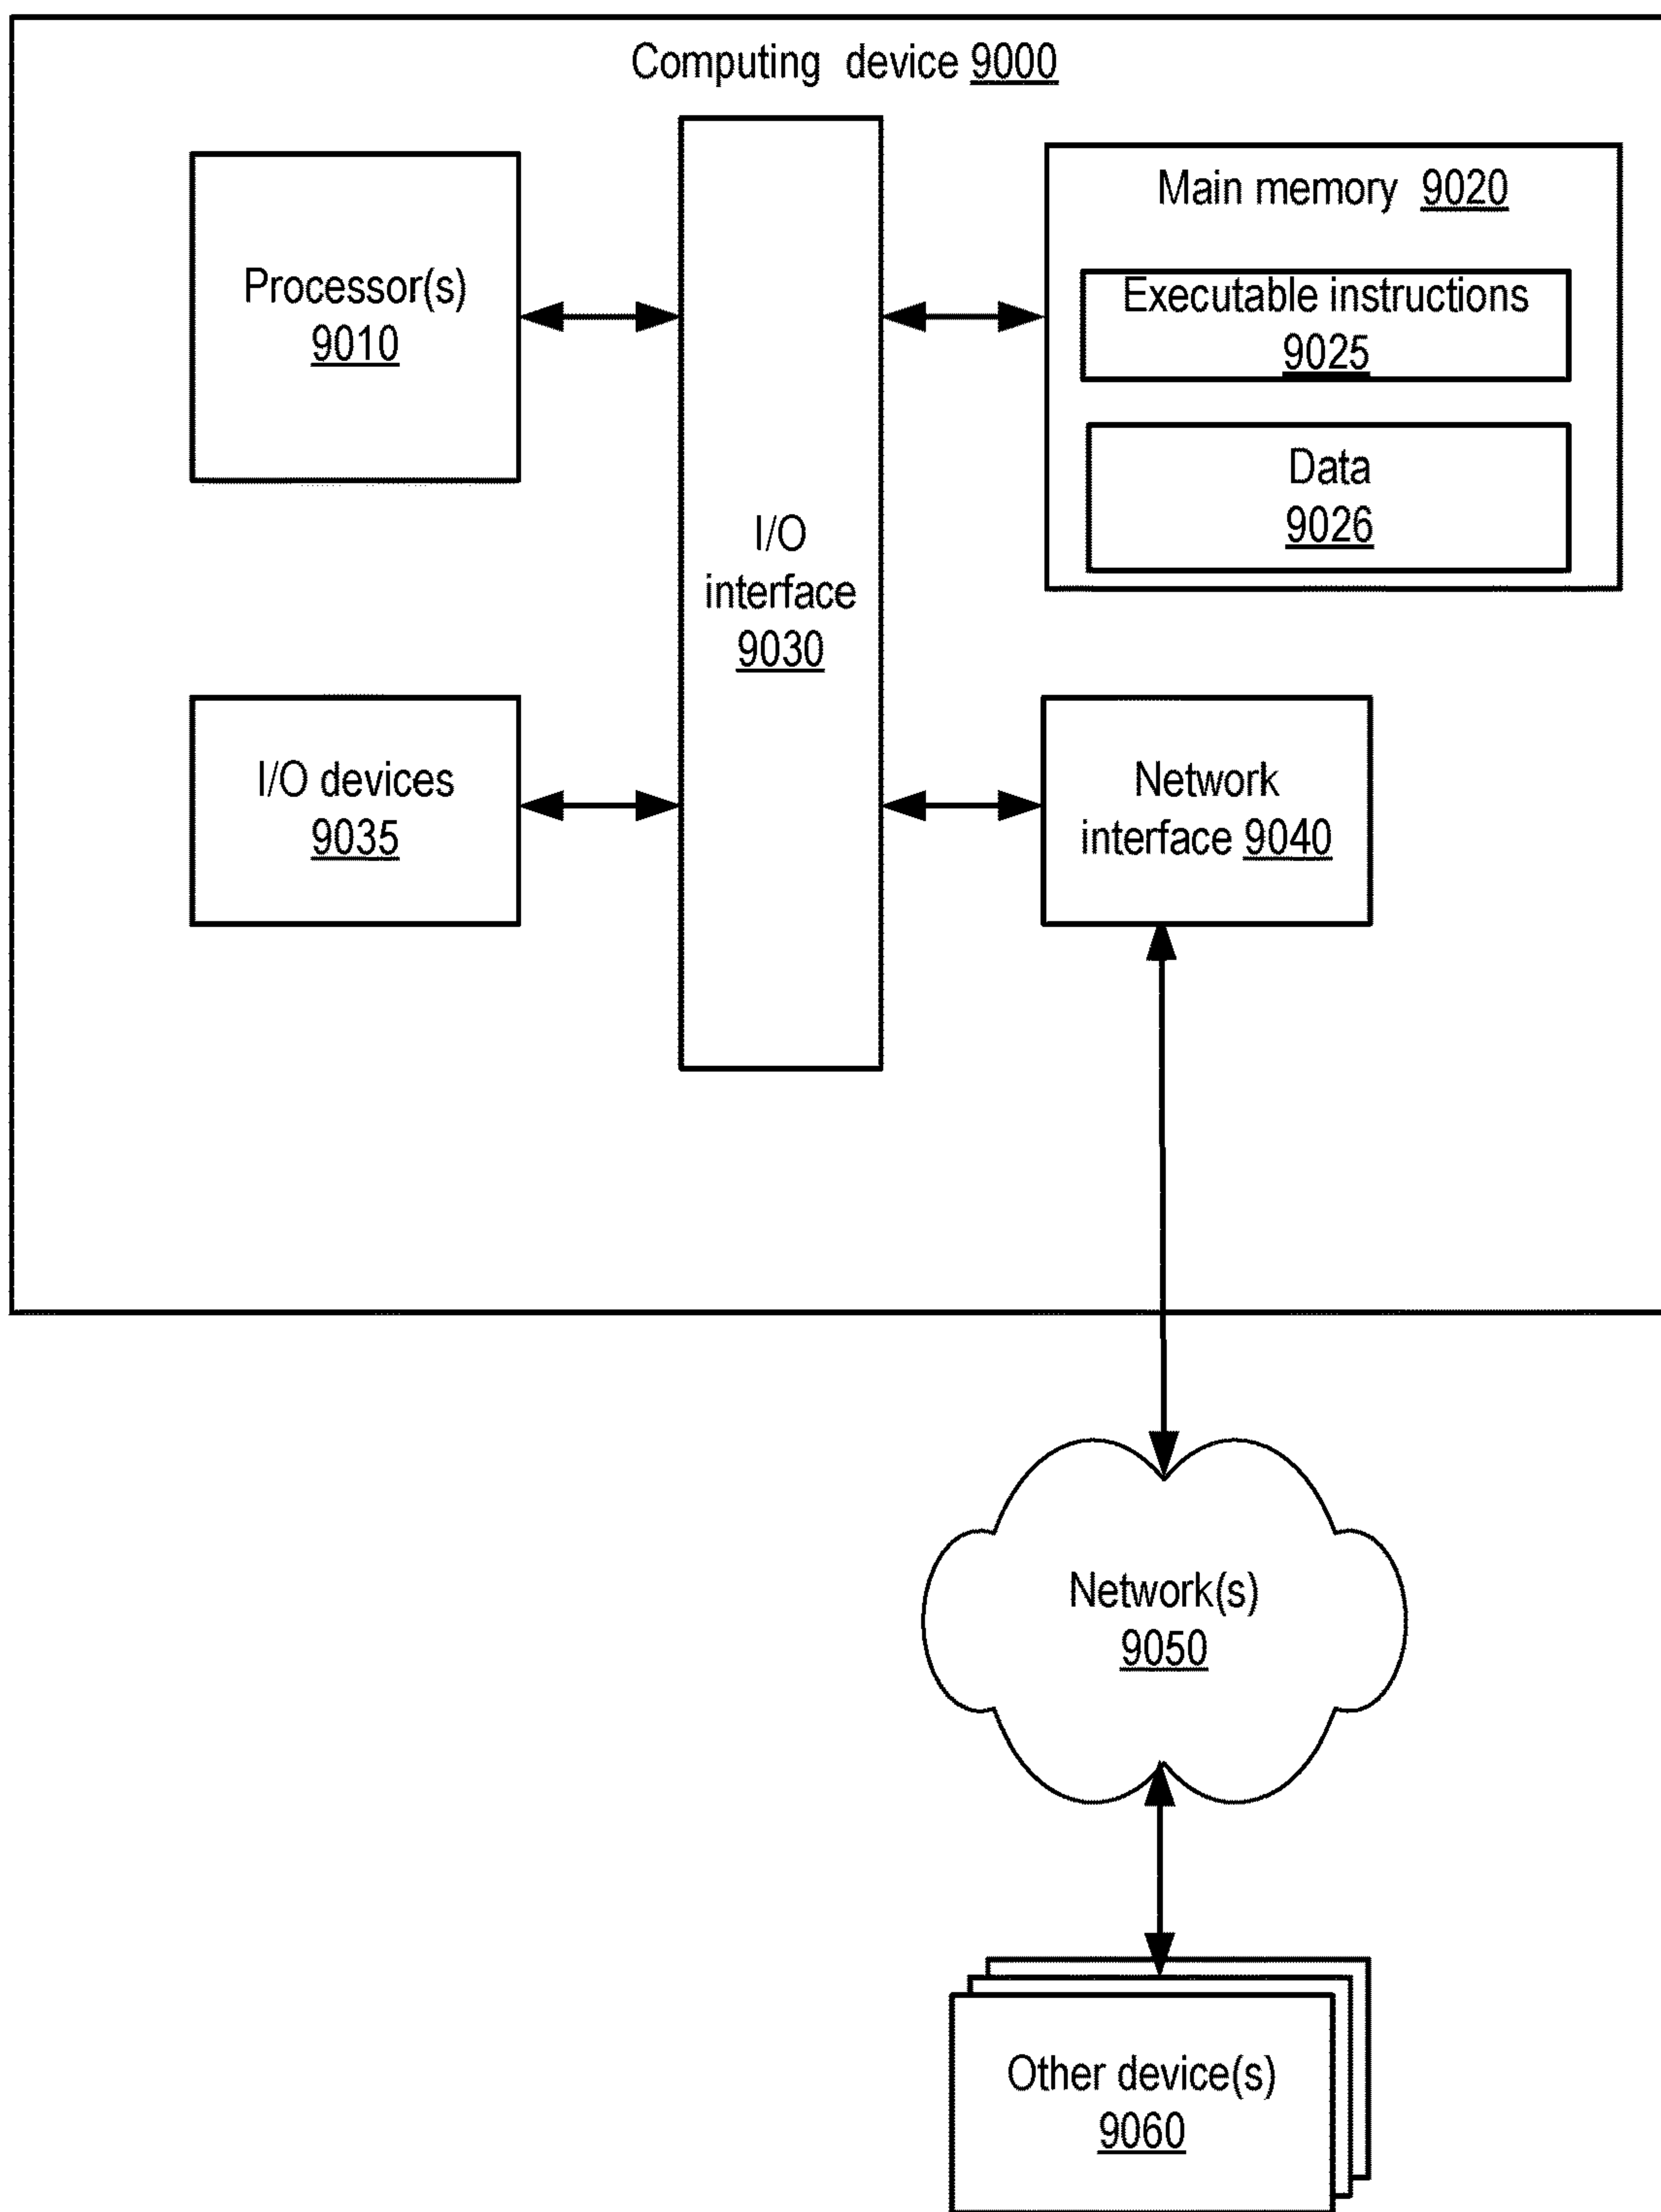 Computing device 9000
Processor(s)
9010
I/O
interface
9030
Main memory 9020
Executable instructions
9025
Data
9026
I/O devices
9035
Network
interface 9040
Network(s)
9050
Other device(s)
9060